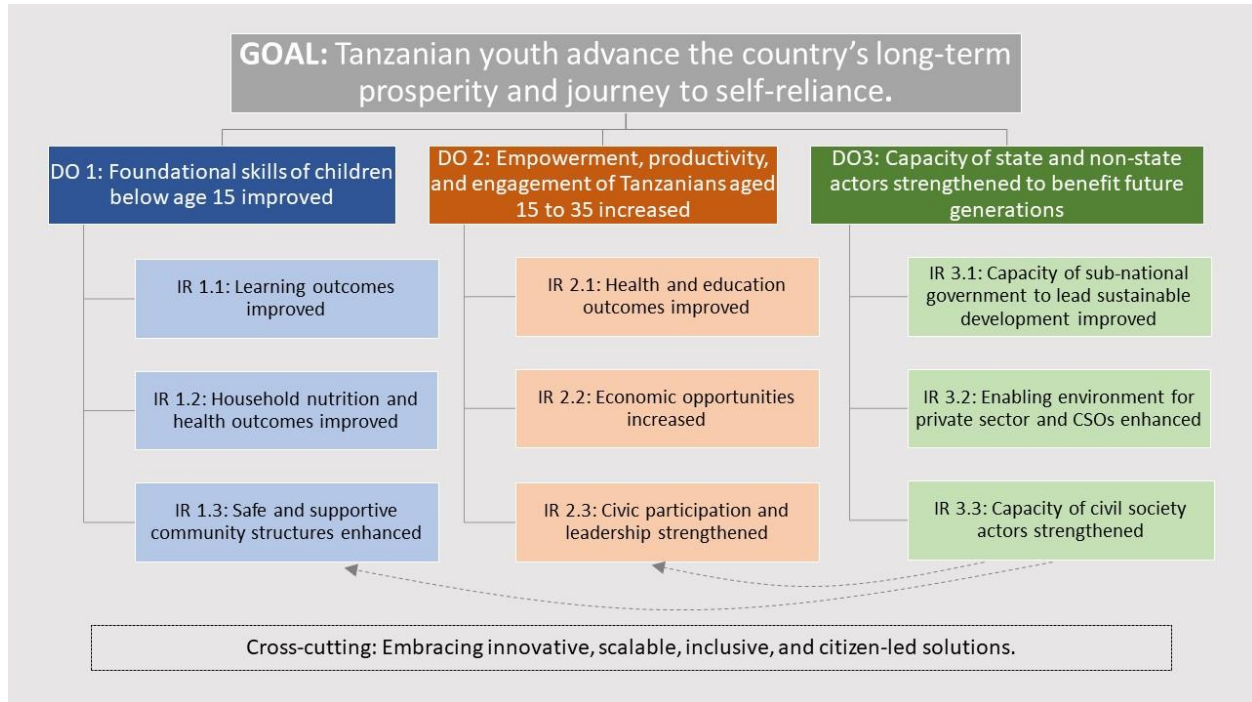 GOAL: Tanzanian youth advance the country's long-term
prosperity and journey to self-reliance.
DO 1: Foundational skills of children
below age 15 improved
DO 2: Empowerment, productivity,
and engagement of Tanzanians aged
15 to 35 increased
DO3: Capacity of state and non-state
actors strengthened to benefit future
generations
IR 1.1: Learning outcomes
improved
IR 2.1: Health and education
outcomes improved
IR 3.1: Capacity of sub-national
government to lead sustainable
development improved
IR 1.2: Household nutrition and
health outcomes improved
IR 2.2: Economic opportunities
increased
IR 3.2: Enabling environment for
private sector and CSOs enhanced
IR 1.3: Safe and supportive
community structures enhanced
IR 2.3: Civic participation and
leadership strengthened
IR 3.3: Capacity of civil society
actors strengthened
Cross-cutting: Embracing innovative, scalable, inclusive, and citizen-led solutions.